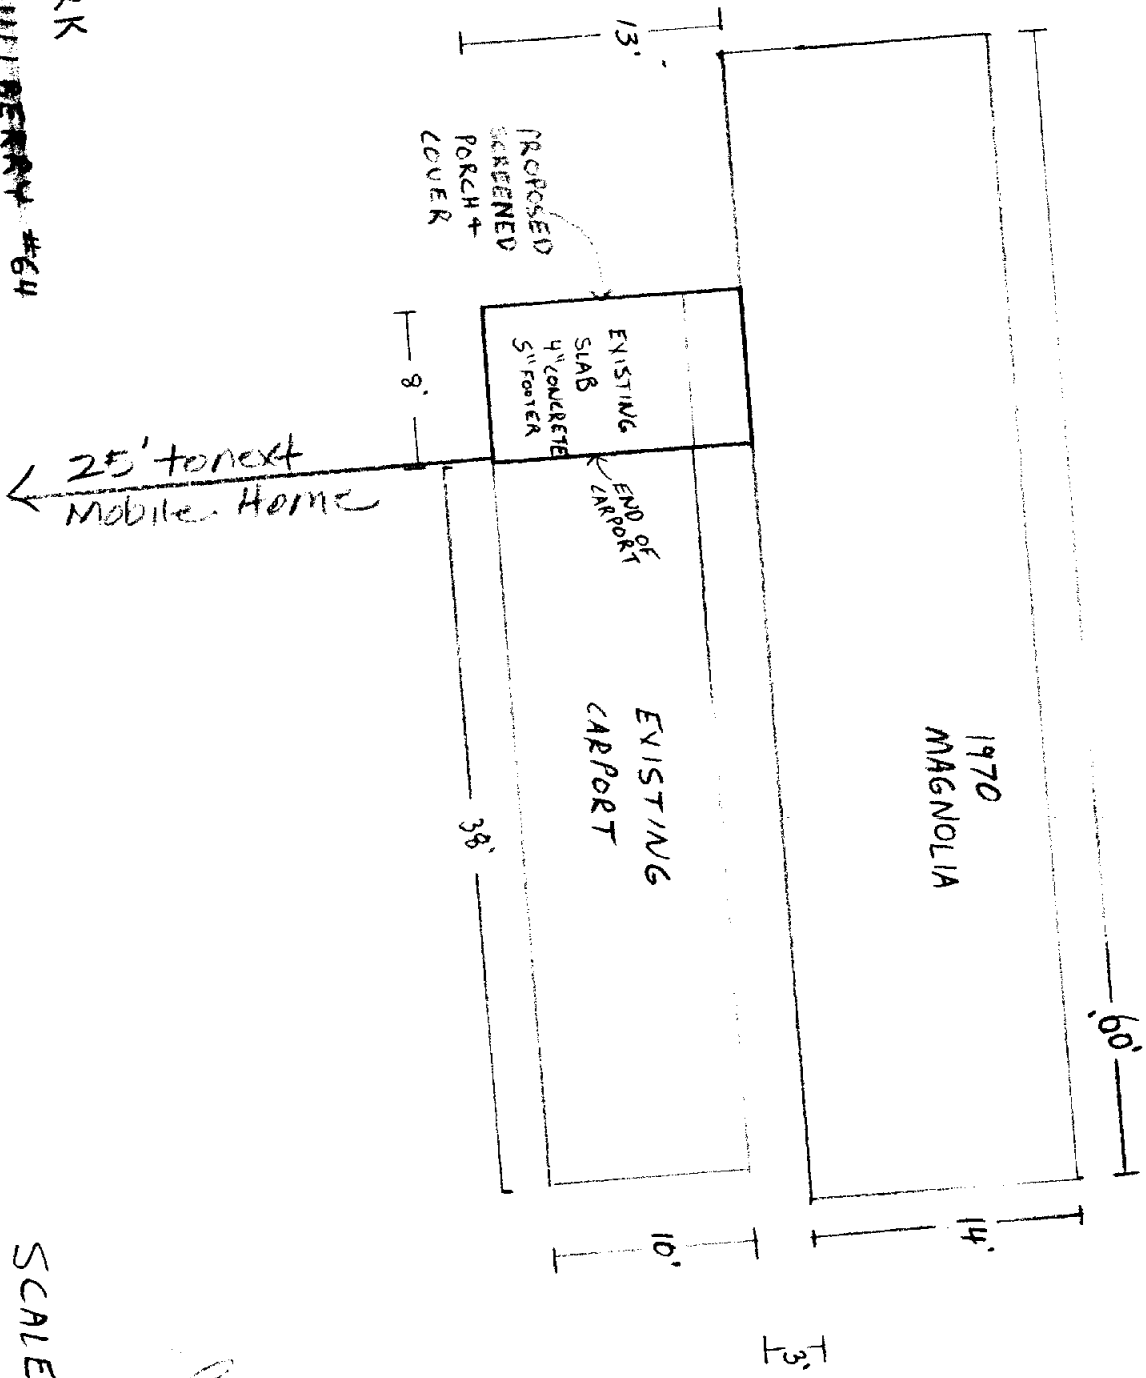 RK
#64
SCALE
60'
14'
3'
10'
1970
MAGNOLIA
EXISTING
CARPORT
38'
END OF
CARPORT
EXISTING
SLAB
4" CONCRETE
5" FOOTER
8'
13'
PROPOSED
SCREENED
PORCH +
COVER
25' to next
Mobile Home